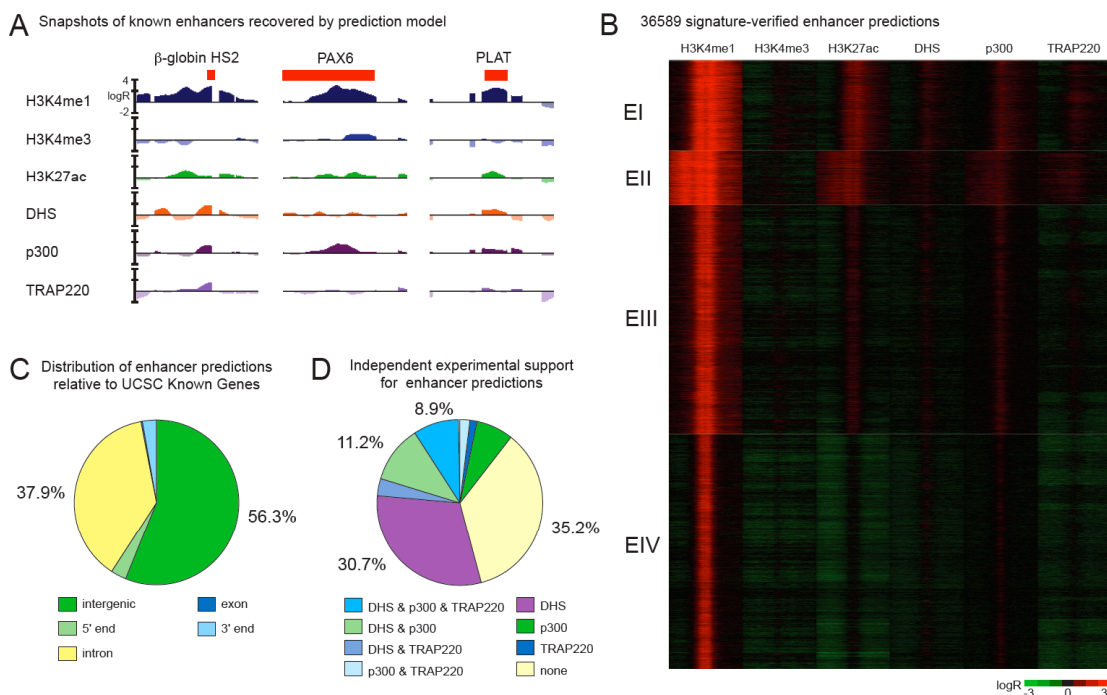 A
Snapshots of known enhancers recovered by prediction model
β-globin HS2
PAX6
PLAT
4
logR
-2
H3K4me1
H3K4me3
H3K27ac
DHS
p300
TRAP220
B
36589 signature-verified enhancer predictions
H3K4me1 H3K4me3 H3K27ac DHS p300 TRAP220
EI
EII
EIII
EIV
logR
-3 0 3
C
Distribution of enhancer predictions
relative to UCSC Known Genes
37.9%
56.3%
intergenic
5' end
intron
exon
3' end
D
Independent experimental support
for enhancer predictions
8.9%
11.2%
30.7%
35.2%
DHS & p300 & TRAP220
DHS & p300
DHS & TRAP220
p300 & TRAP220
DHS
p300
TRAP220
none